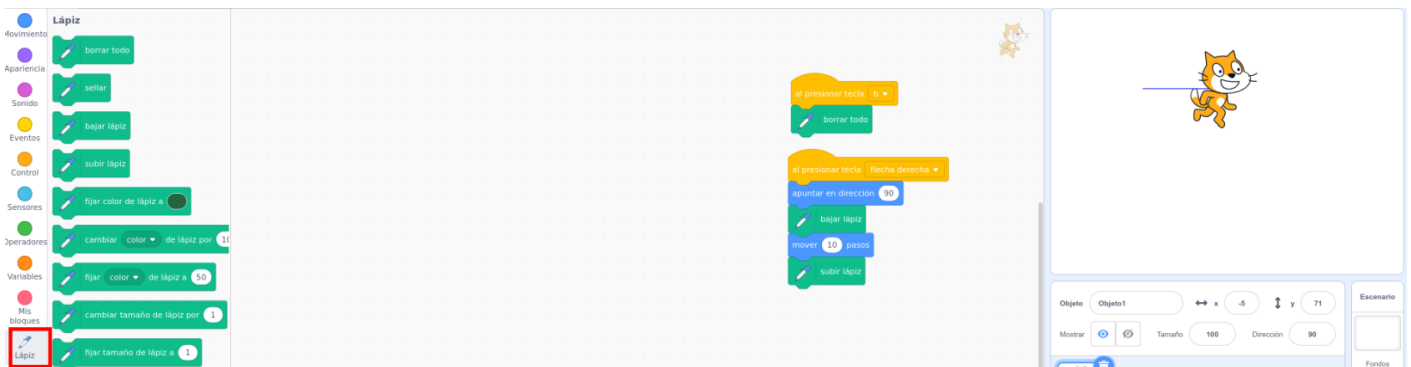 Lápiz
Movimiento
Apariencia
Sonido
Eventos
Control
Sensores
Operadores
Variables
Mis
bloques
Lápiz
borrar todo
sellar
bajar lápiz
subir lápiz
fijar color de lápiz a
cambiar color de lápiz por 10
fijar color de lápiz a 50
cambiar tamaño de lápiz por 1
fijar tamaño de lápiz a 1
al presionar tecla b
borrar todo
al presionar tecla flecha derecha
apuntar en dirección 90
bajar lápiz
mover 10 pasos
subir lápiz
Objeto Objeto1 x -5 y 71
Mostrar Tamaño 100 Dirección 90
Escenario
Fondos